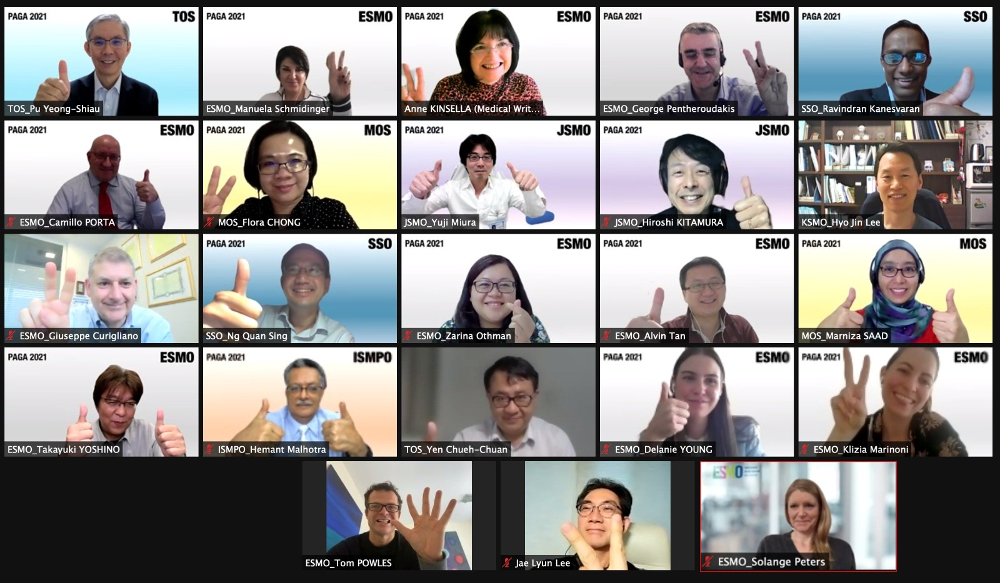 PAGA 2021
TOS
TOS_Pu Yeong-Shiau
PAGA 2021
ESMO
ESMO_Manuela Schmidinger
PAGA 2021
ESMO
Anne KINSELLA (Medical Writ...
PAGA 2021
ESMO
ESMO_George Pentheroudakis
PAGA 2021
SSO
SSO_Ravindran Kanesvaran
PAGA 2021
ESMO
ESMO_Camillo PORTA
PAGA 2021
MOS
MOS_Flora CHONG
PAGA 2021
JSMO
JSMO_Yuji Miura
PAGA 2021
JSMO
JSMO_Hiroshi KITAMURA
KSMO_Hyo Jin Lee
ESMO_Giuseppe Curigliano
PAGA 2021
SSO
SSO_Ng Quan Sing
PAGA 2021
ESMO
ESMO_Zarina Othman
PAGA 2021
ESMO
ESMO_Alvin Tan
PAGA 2021
MOS
MOS_Marniza SAAD
PAGA 2021
ESMO
ESMO_Takayuki YOSHINO
PAGA 2021
ISMPO
ISMPO_Hemant Malhotra
TOS_Yen Chueh-Chuan
PAGA 2021
ESMO
ESMO_Delanie YOUNG
PAGA 2021
ESMO
ESMO_Klizia Marinoni
ESMO_Tom POWLES
Jae Lyun Lee
ESMO
ESMO_Solange Peters